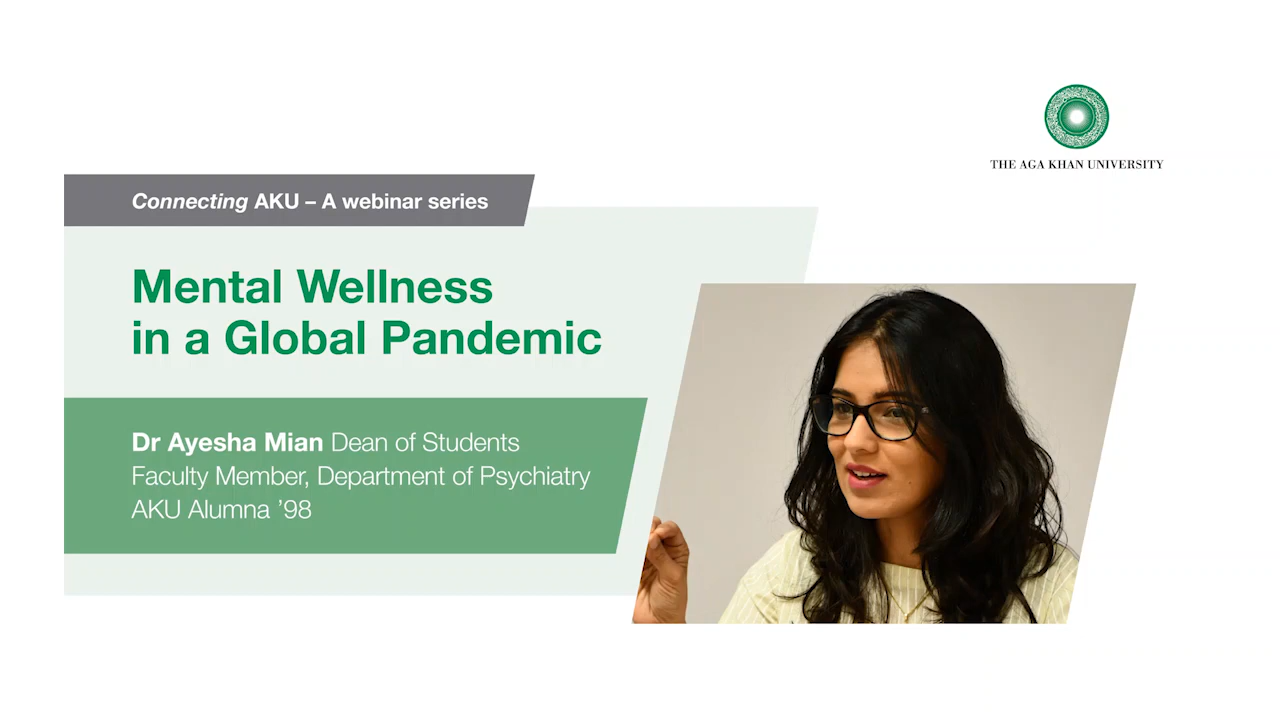 THE AGA KHAN UNIVERSITY
Connecting AKU – A webinar series
Mental Wellness
in a Global Pandemic
Dr Ayesha Mian Dean of Students
Faculty Member, Department of Psychiatry
AKU Alumna ’98